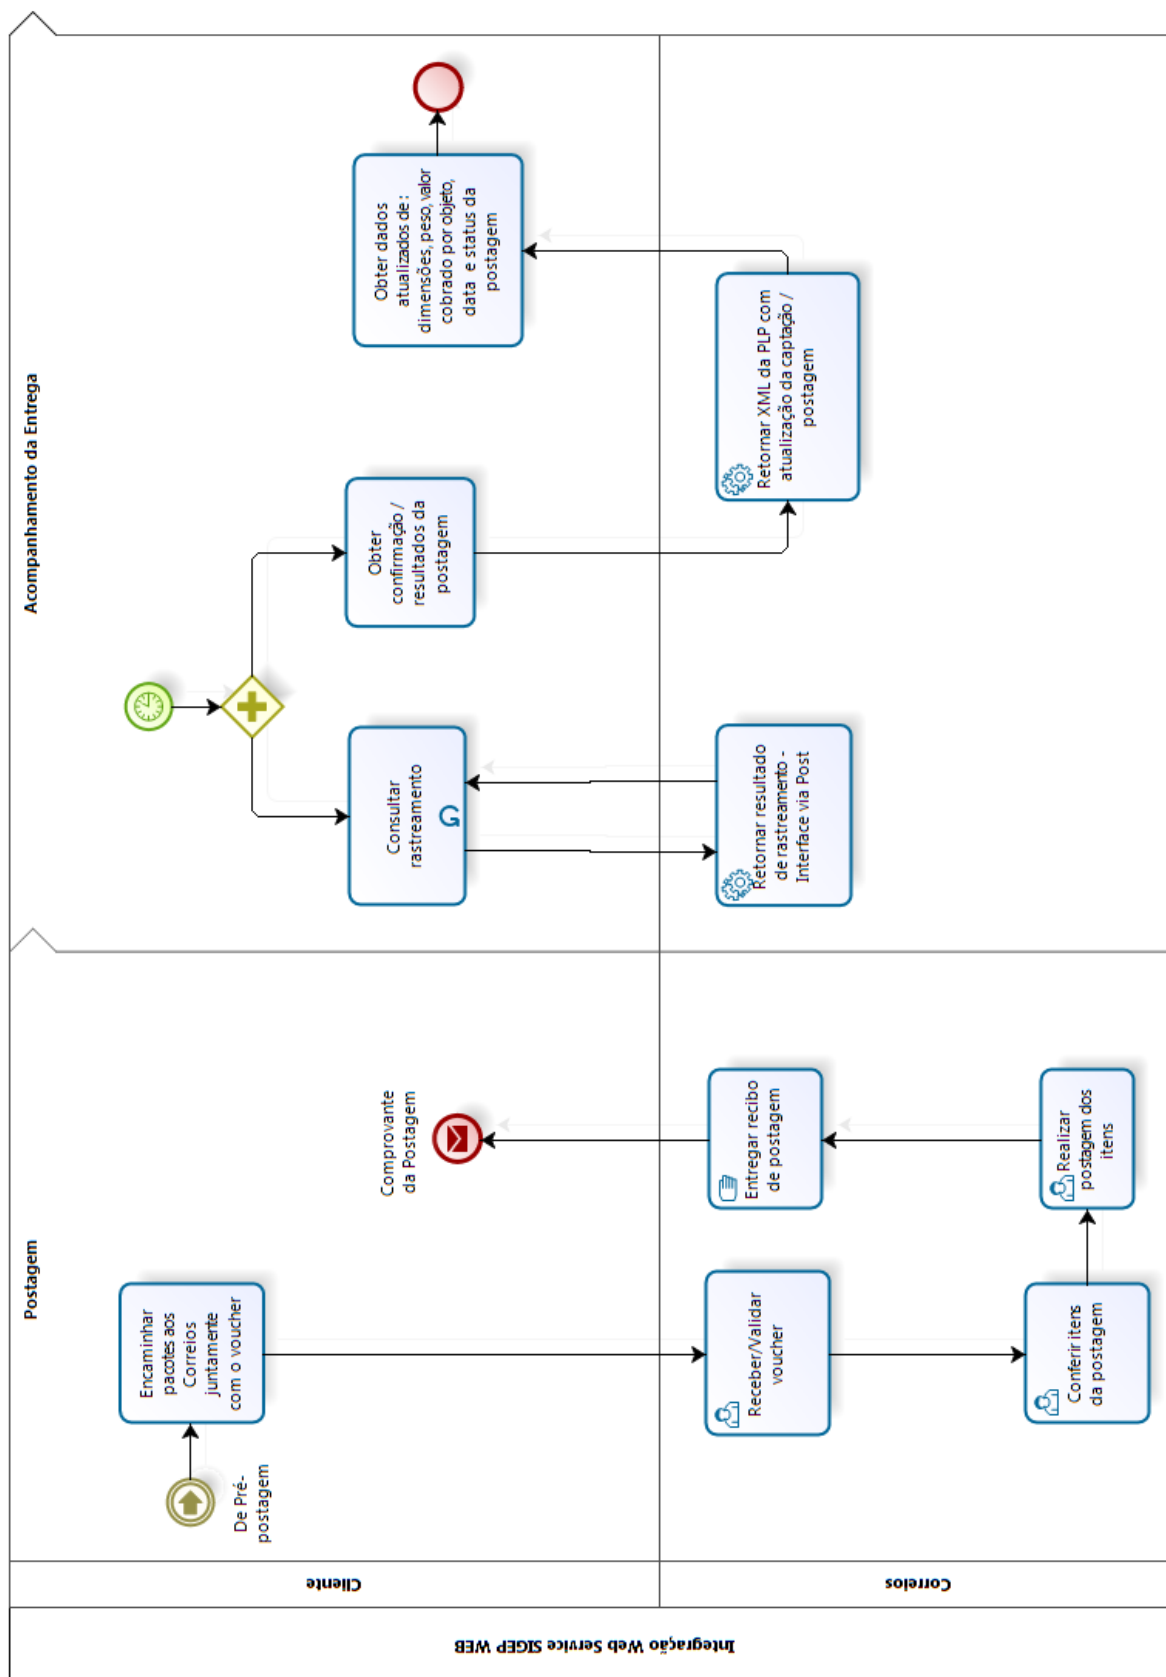 Integração Web Service SIGEP WEB
Cliente
Correios
Postagem
De Pré-
postagem
Encaminhar
pacotes aos
Correios
juntamente
com o voucher
Comprovante
da Postagem
Receber/Validar
voucher
Entregar recibo
de postagem
Conferir itens
da postagem
Realizar
postagem dos
itens
Acompanhamento da Entrega
Consultar
rastreamento
Obter
confirmação /
resultados da
postagem
Obter dados
atualizados de :
dimensões, peso, valor
cobrado por objeto,
data e status da
postagem
Retornar resultado
de rastreamento -
Interface via Post
Retornar XML da PLP com
atualização da captação /
postagem